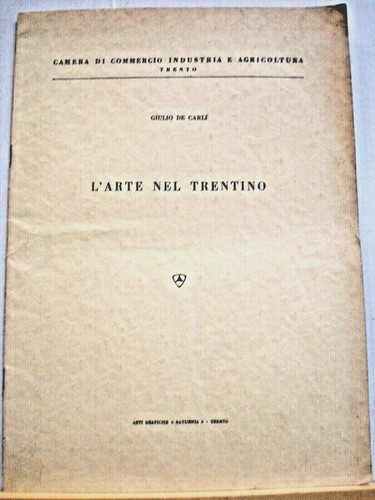 CAMERA DI COMMERCIO INDUSTRIA E AGRICOLTURA
TRENTO
GIULIO DE CARLI
L'ARTE NEL TRENTINO
ARTI GRAFICHE « SATURNIA » - TRENTO